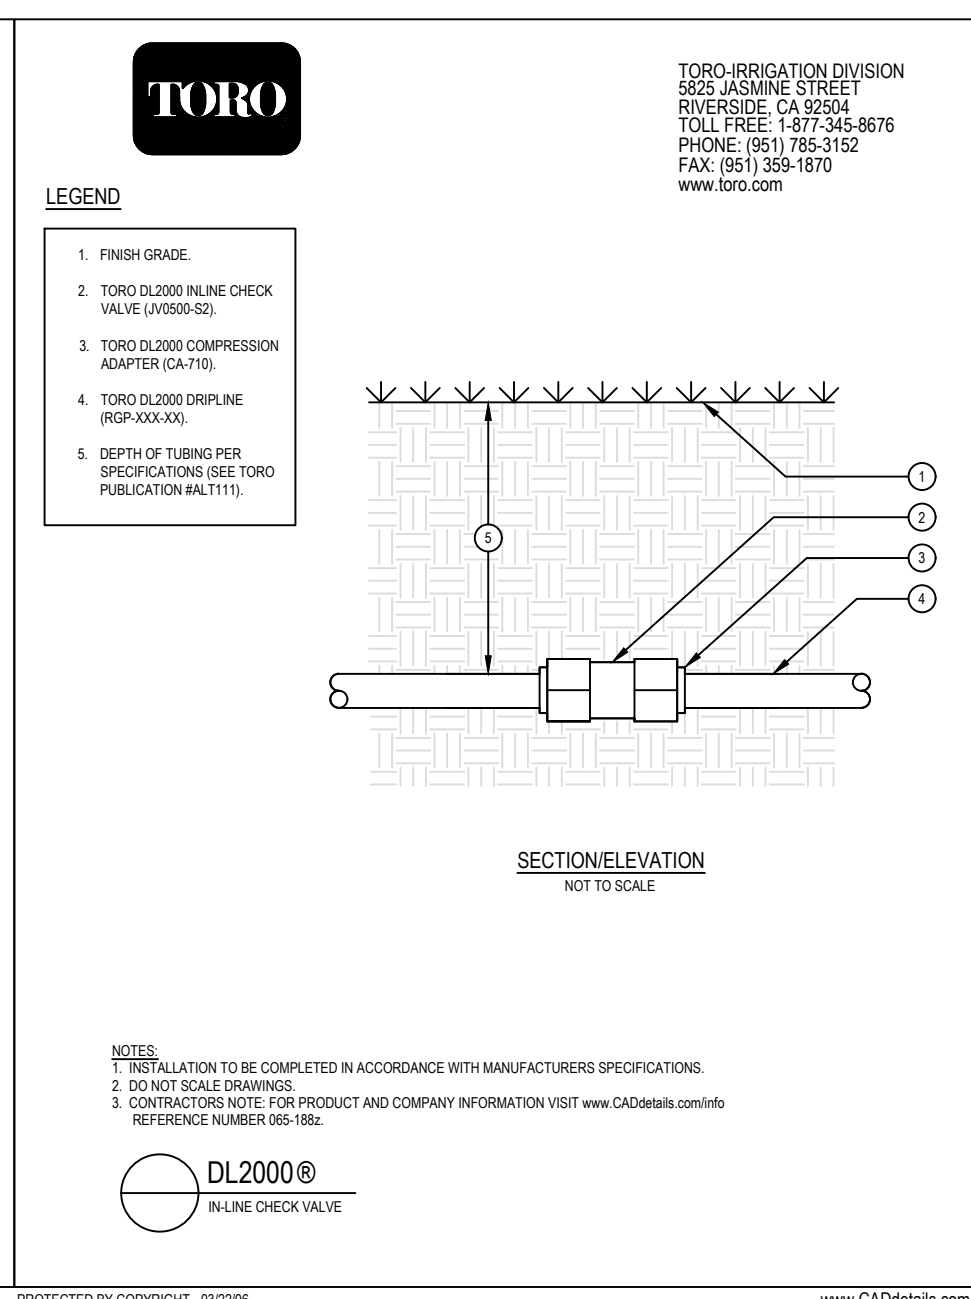 TORO
TORO-IRRIGATION DIVISION
5825 JASMINE STREET
RIVERSIDE, CA 92504
TOLL FREE: 1-877-345-8676
PHONE: (951) 785-3152
FAX: (951) 359-1870
www.toro.com
LEGEND
1. FINISH GRADE.
2. TORO DL2000 INLINE CHECK
VALVE (JV0500-S2).
3. TORO DL2000 COMPRESSION
ADAPTER (CA-710).
4. TORO DL2000 DRIPLINE
(RGP-XXX-XX).
5. DEPTH OF TUBING PER
SPECIFICATIONS (SEE TORO
PUBLICATION #ALT111).
1
2
5
3
4
SECTION/ELEVATION
NOT TO SCALE
NOTES:
1. INSTALLATION TO BE COMPLETED IN ACCORDANCE WITH MANUFACTURERS SPECIFICATIONS.
2. DO NOT SCALE DRAWINGS.
3. CONTRACTORS NOTE: FOR PRODUCT AND COMPANY INFORMATION VISIT www.CADdetails.com/info
REFERENCE NUMBER 065-188z.
DL2000®
IN-LINE CHECK VALVE
PROTECTED BY COPYRIGHT - 03/22/06
www.CADdetails.com